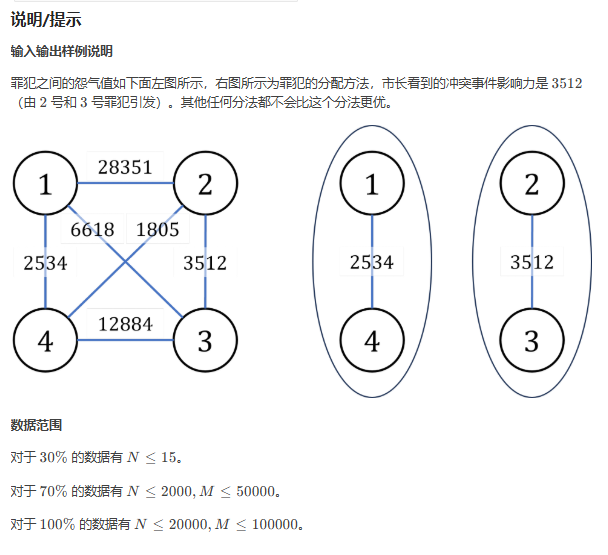 说明/提示
输入输出样例说明
罪犯之间的怨气值如下面左图所示，右图所示为罪犯的分配方法，市长看到的冲突事件影响力是 3512
（由 2 号和 3 号罪犯引发）。其他任何分法都不会比这个分法更优。
28351
1
2
1
2
6618
1805
2534
3512
2534
3512
12884
4
3
4
3
数据范围
对于 30% 的数据有 N ≤ 15。
对于 70% 的数据有 N ≤ 2000, M ≤ 50000。
对于 100% 的数据有 N ≤ 20000, M ≤ 100000。